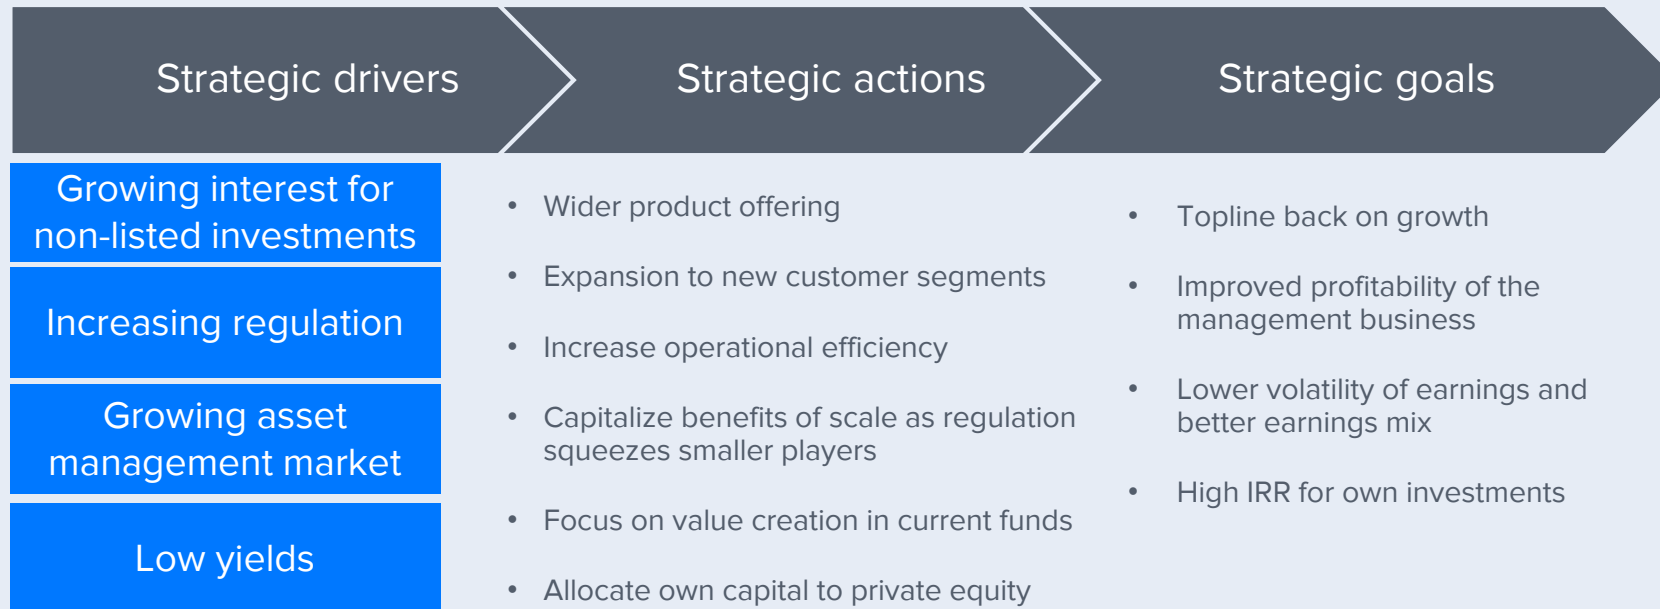 Strategic drivers
Strategic actions
Strategic goals
Growing interest for
non-listed investments
Increasing regulation
Growing asset
management market
Low yields
• Wider product offering
• Expansion to new customer segments
• Increase operational efficiency
• Capitalize benefits of scale as regulation
squeezes smaller players
• Focus on value creation in current funds
• Allocate own capital to private equity
• Topline back on growth
• Improved profitability of the
management business
• Lower volatility of earnings and
better earnings mix
• High IRR for own investments